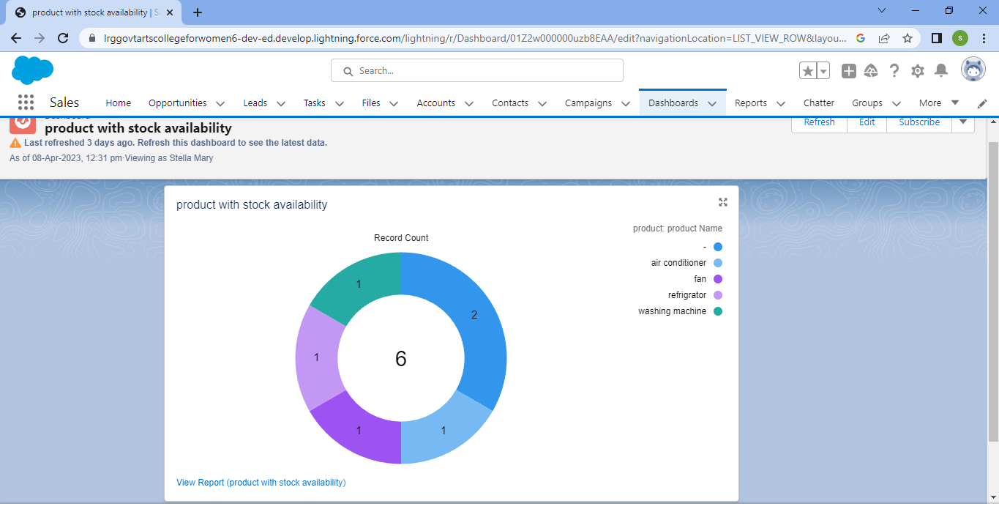 product with stock availability | S
lrggovtartscollegeforwomen6-dev-ed.develop.lightning.force.com/lightning/r/Dashboard/01Z2w000000uzb8EAA/edit?navigationLocation=LIST_VIEW_ROW&layou...
S
Search...
Sales Home Opportunities Leads Tasks Files Accounts Contacts Campaigns Dashboards Reports Chatter Groups More
Dashboard
product with stock availability
Refresh Edit Subscribe
Last refreshed 3 days ago. Refresh this dashboard to see the latest data.
As of 08-Apr-2023, 12:31 pm·Viewing as Stella Mary
product with stock availability
product: product Name
Record Count
-
air conditioner
fan
refrigrator
washing machine
1
2
1
6
1
1
View Report (product with stock availability)